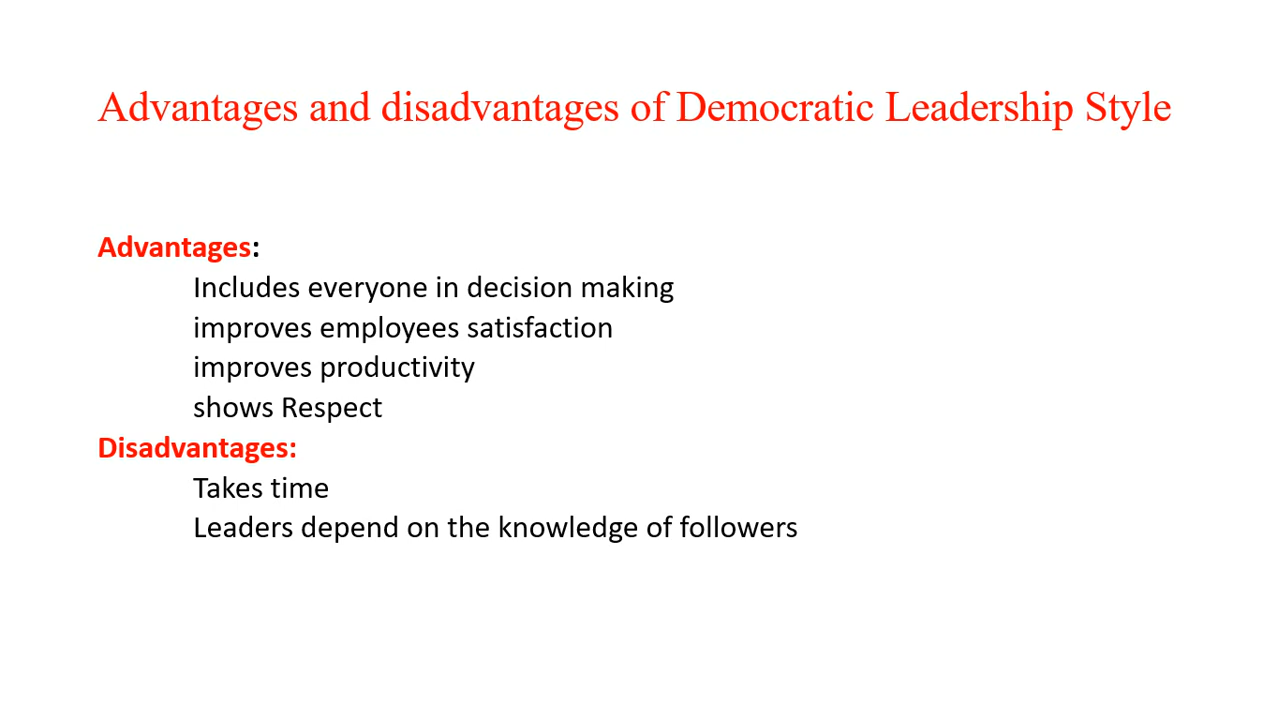 Advantages and disadvantages of Democratic Leadership Style
Advantages:
Includes everyone in decision making
improves employees satisfaction
improves productivity
shows Respect
Disadvantages:
Takes time
Leaders depend on the knowledge of followers